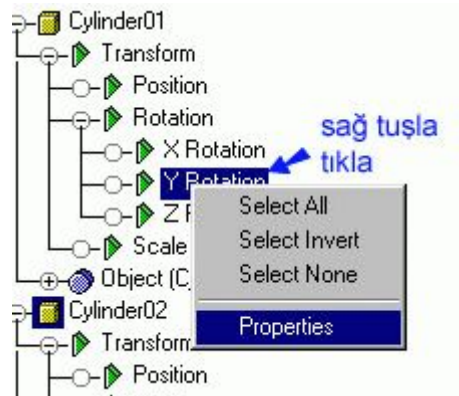 Cylinder01
Transform
Position
Rotation
sağ tuşla
X Rotation
tıkla
Y Rotation
Select All
Z
Scale
Select Invert
Object (C
Select None
Cylinder02
Properties
Transform
Position